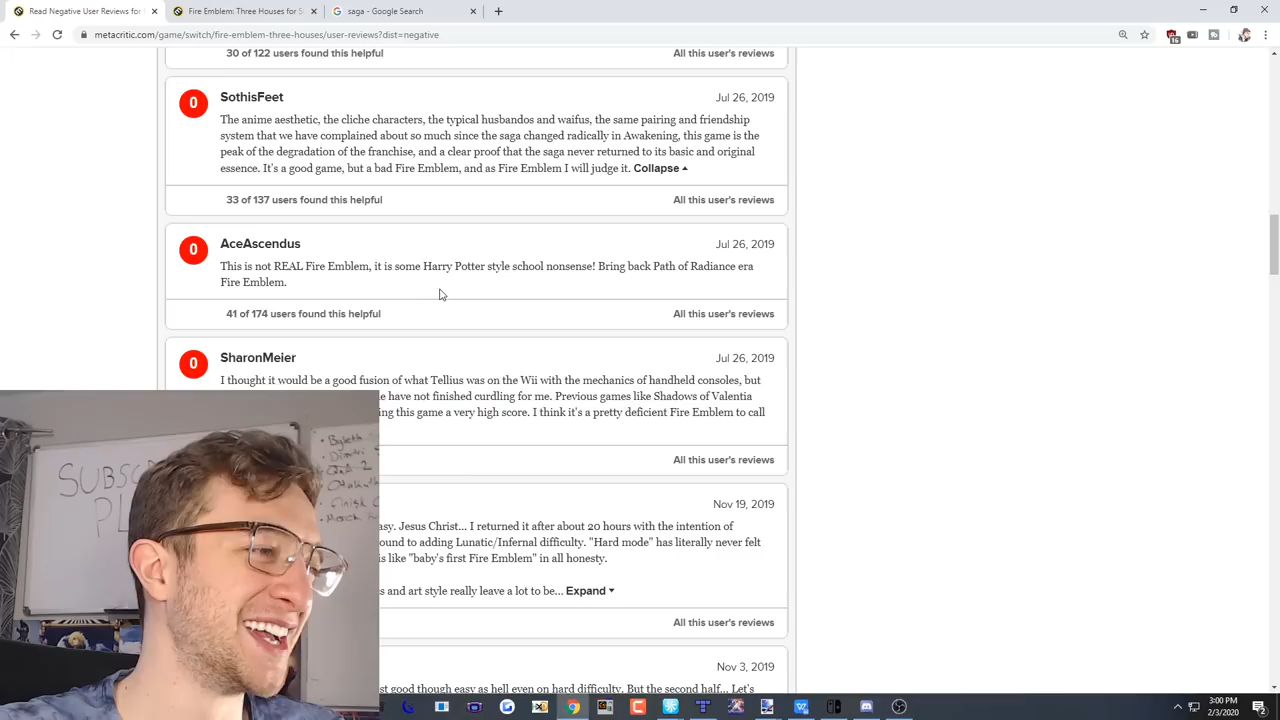 Read Negative User Reviews for
Fire Emblem: Three Houses for S
saga - Google Search
metacritic.com/game/switch/fire-emblem-three-houses/user-reviews?dist=negative
15
30 of 122 users found this helpful
All this user's reviews
0
SothisFeet
Jul 26, 2019
The anime aesthetic, the cliche characters, the typical husbandos and waifus, the same pairing and friendship
system that we have complained about so much since the saga changed radically in Awakening, this game is the
peak of the degradation of the franchise, and a clear proof that the saga never returned to its basic and original
essence. It's a good game, but a bad Fire Emblem, and as Fire Emblem I will judge it. Collapse
33 of 137 users found this helpful
All this user's reviews
0
AceAscendus
Jul 26, 2019
This is not REAL Fire Emblem, it is some Harry Potter style school nonsense! Bring back Path of Radiance era
Fire Emblem.
41 of 174 users found this helpful
All this user's reviews
0
SharonMeier
Jul 26, 2019
I thought it would be a good fusion of what Tellius was on the Wii with the mechanics of handheld consoles, but
have not finished curdling for me. Previous games like Shadows of Valentia
ing this game a very high score. I think it's a pretty deficient Fire Emblem to call
All this user's reviews
Nov 19, 2019
asy. Jesus Christ... I returned it after about 20 hours with the intention of
ound to adding Lunatic/Infernal difficulty. "Hard mode" has literally never felt
is like "baby's first Fire Emblem" in all honesty.
s and art style really leave a lot to be... Expand
All this user's reviews
Nov 3, 2019
st good though easy as hell even on hard difficulty. But the second half... Let's
SUBSC
PL
Byleth
Dimitri
3:00 PM
2/3/2020
2